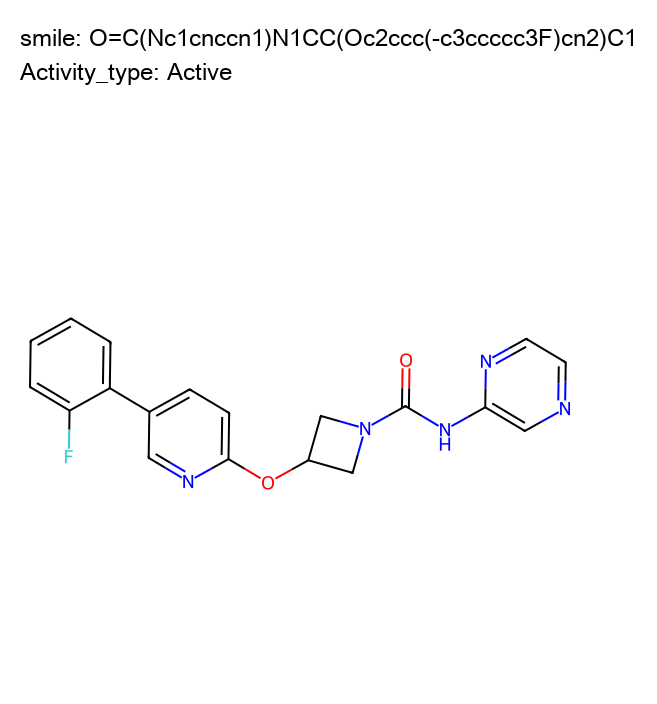 smile: O=C(Nc1cnccn1)N1CC(Oc2ccc(-c3ccccc3F)cn2)C1
Activity_type: Active
O
N
N
N
N
H
F
N
O